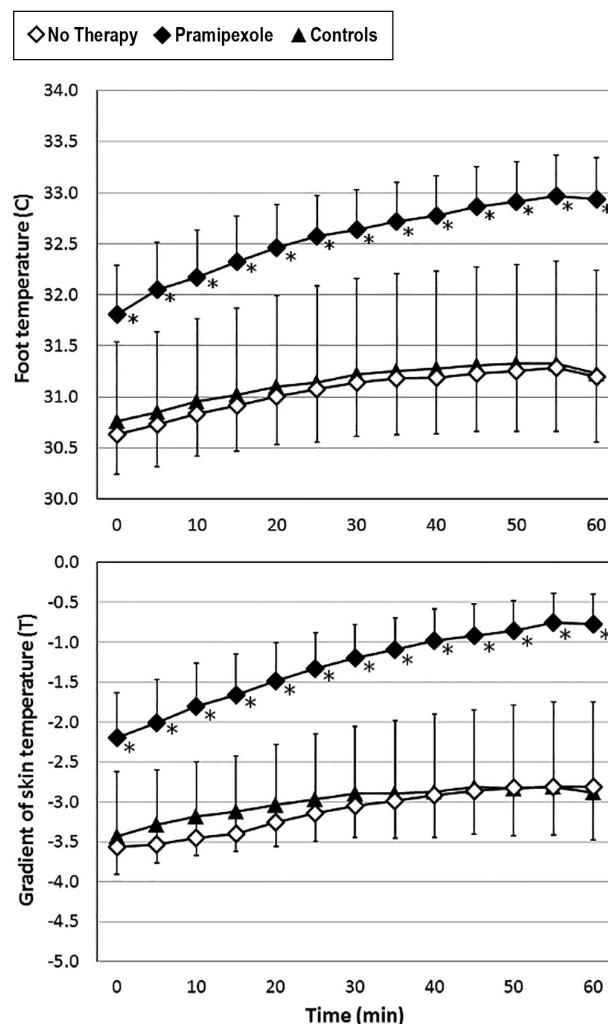 No Therapy Pramipexole Controls
Foot temperature (C)
34.0
33.5
33.0
32.5
32.0
31.5
31.0
30.5
30.0
0 10 20 30 40 50 60
* * * * * * * * * * * * *
Gradient of skin temperature (T)
0.0
-0.5
-1.0
-1.5
-2.0
-2.5
-3.0
-3.5
-4.0
-4.5
-5.0
* * * * * * * * * * * * *
0 10 20 30 40 50 60
Time (min)